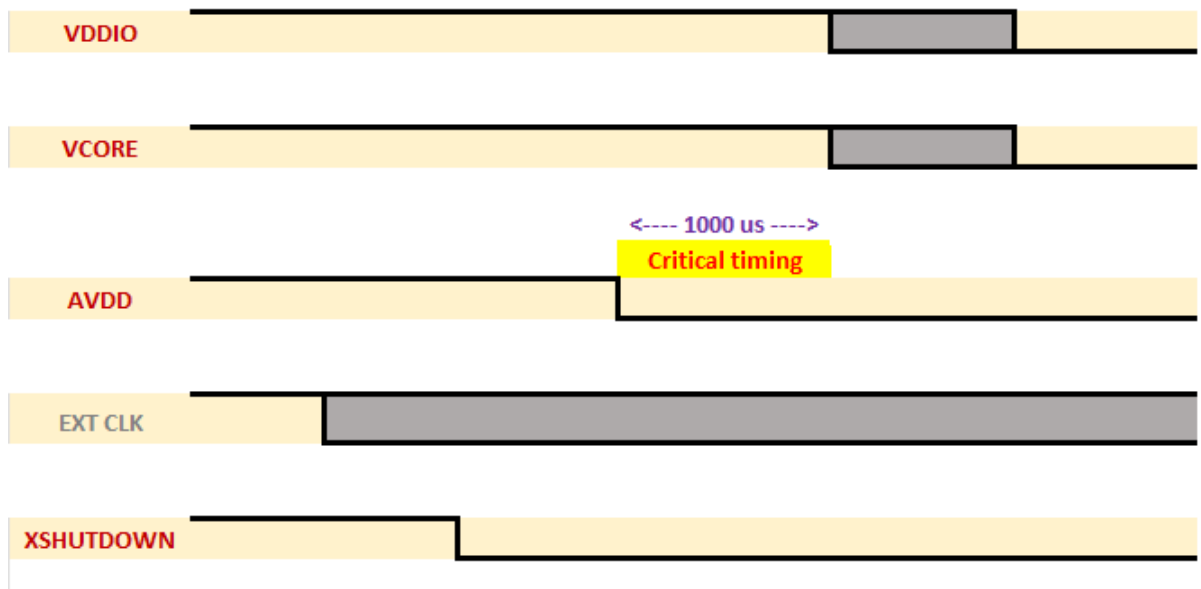 VDDIO
VCORE
<---- 1000 us ---->
Critical timing
AVDD
EXT CLK
XSHUTDOWN